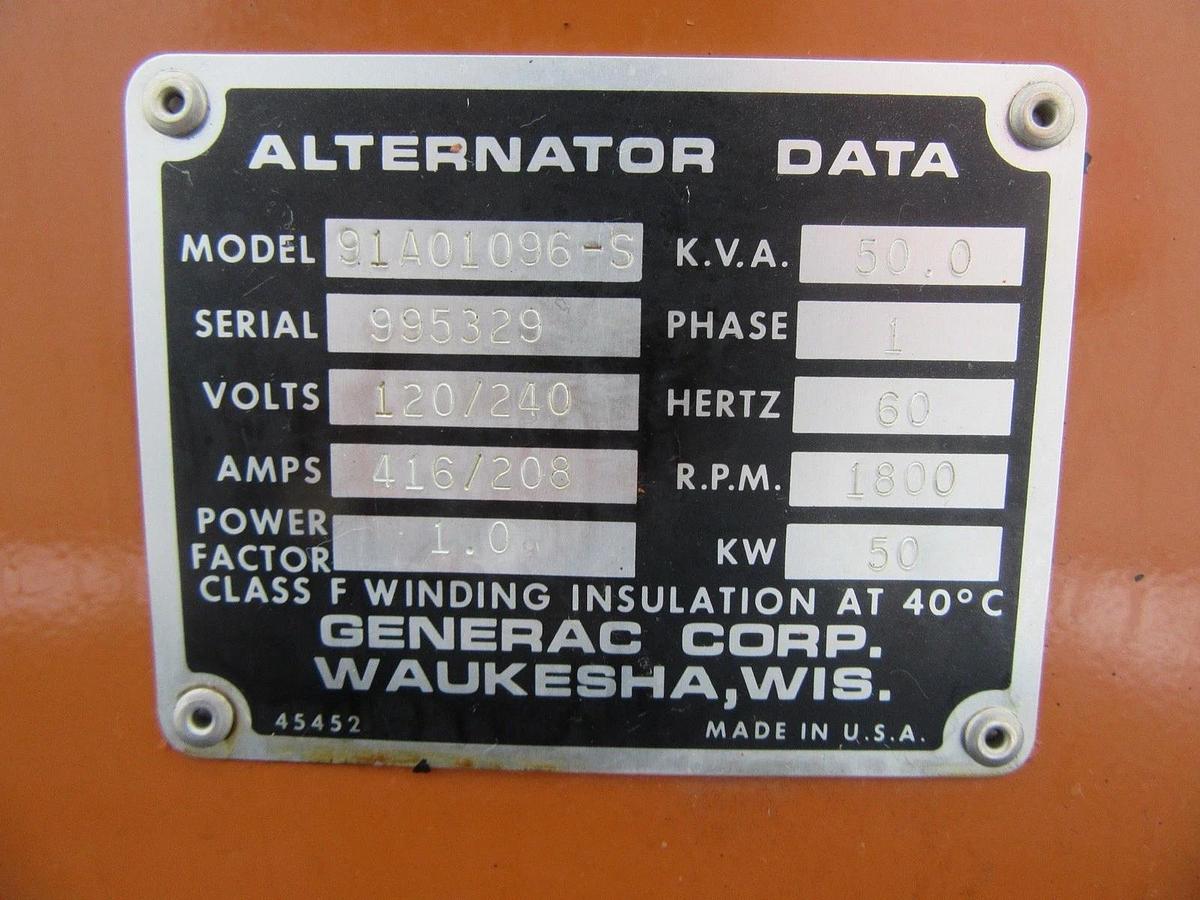 ALTERNATOR DATA
MODEL 91A01096-S K.V.A. 50.0
SERIAL 995329 PHASE 1
VOLTS 120/240 HERTZ 60
AMPS 416/208 R.P.M. 1800
POWER FACTOR 1.0 KW 50
CLASS F WINDING INSULATION AT 40°C
GENERAC CORP.
WAUKESHA, WIS.
45452 MADE IN U.S.A.